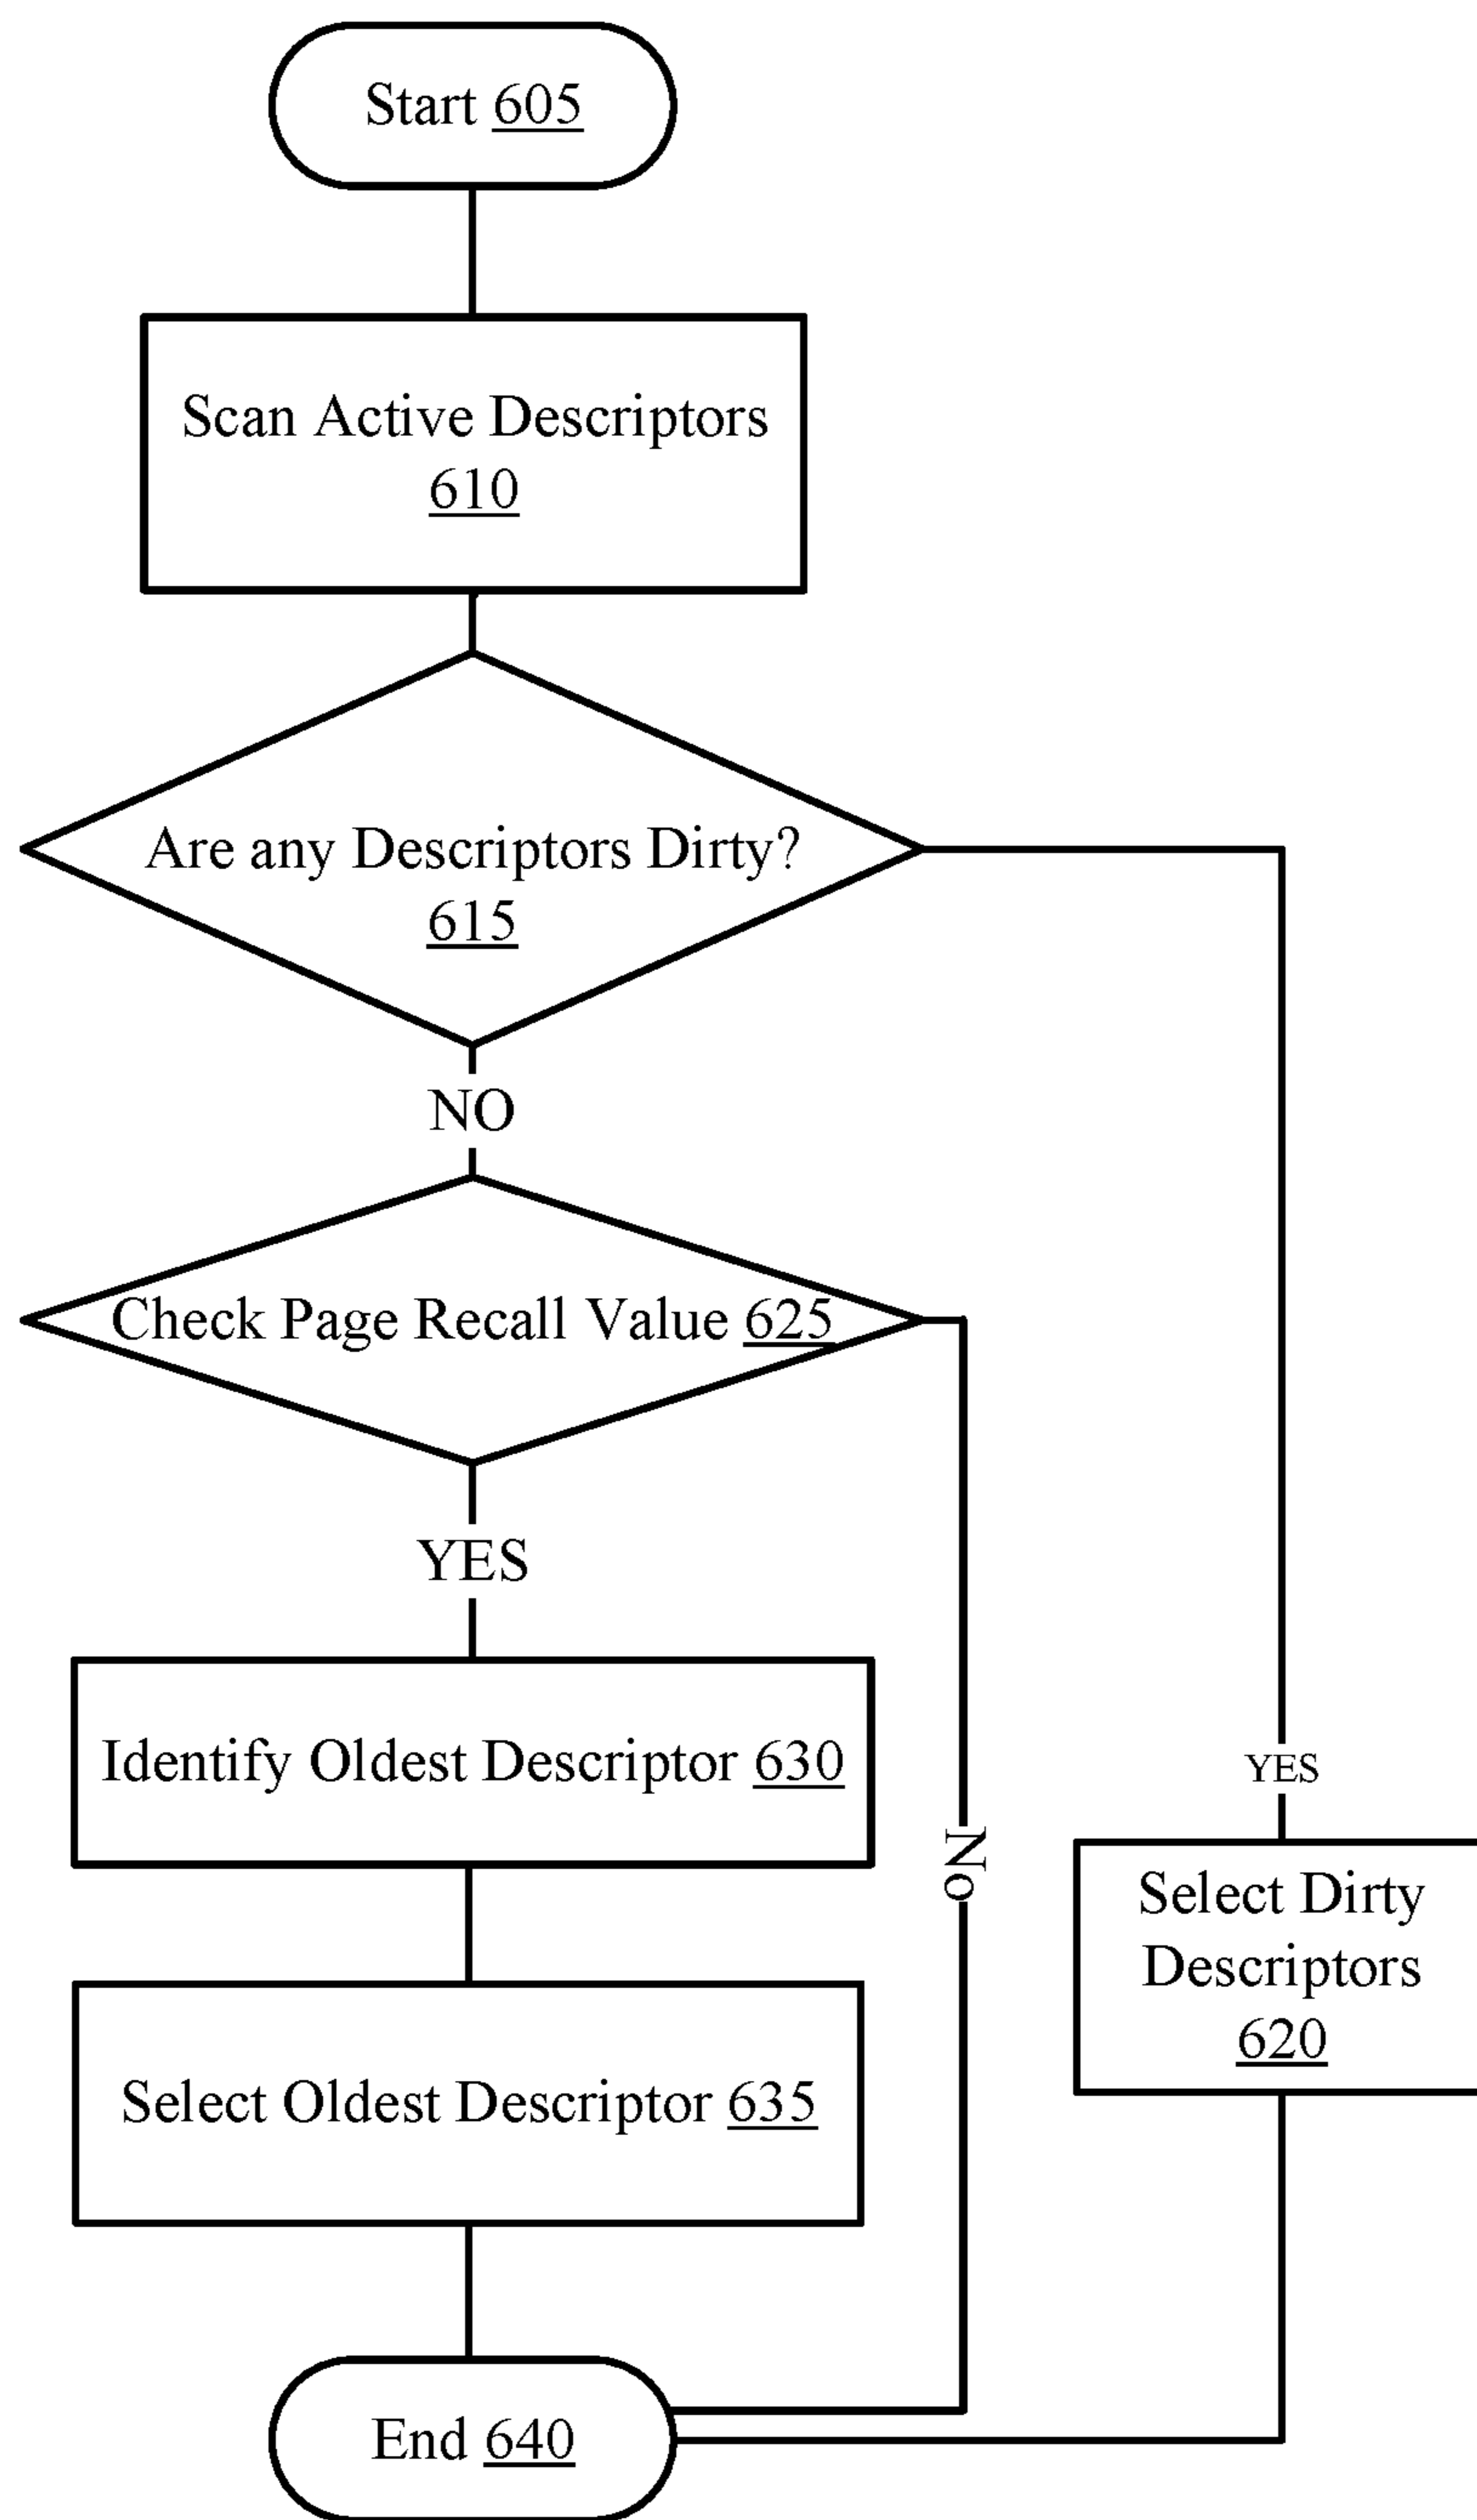 Start 605
Scan Active Descriptors
610
Are any Descriptors Dirty?
615
NO
Check Page Recall Value 625
YES
Identify Oldest Descriptor 630
YES
No
Select Dirty
Descriptors
620
Select Oldest Descriptor 635
End 640